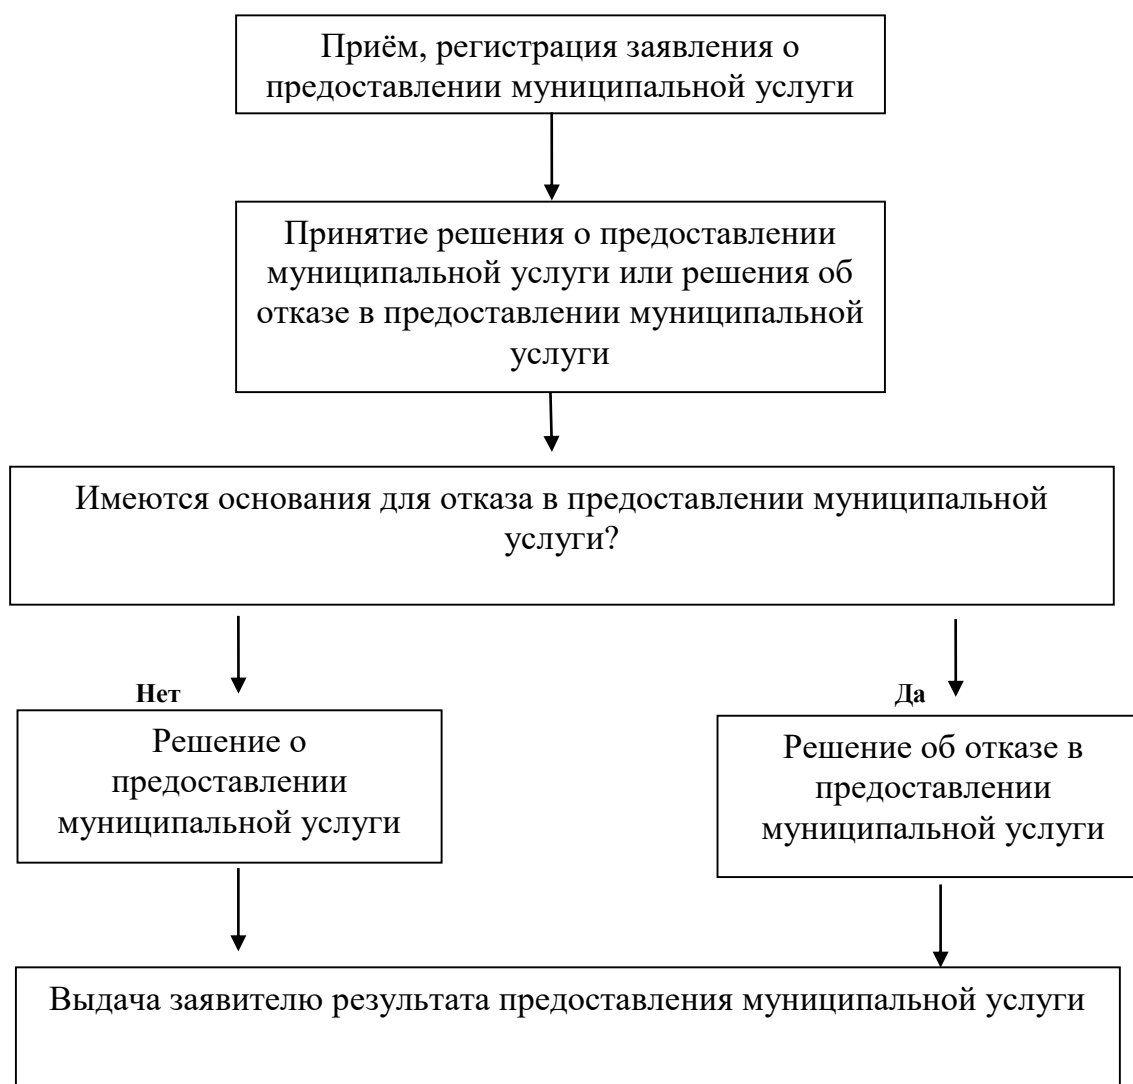 Приём, регистрация заявления о
предоставлении муниципальной услуги
Принятие решения о предоставлении
муниципальной услуги или решения об
отказе в предоставлении муниципальной
услуги
Имеются основания для отказа в предоставлении муниципальной
услуги?
Нет
Да
Решение о
предоставлении
муниципальной услуги
Решение об отказе в
предоставлении
муниципальной услуги
Выдача заявителю результата предоставления муниципальной услуги